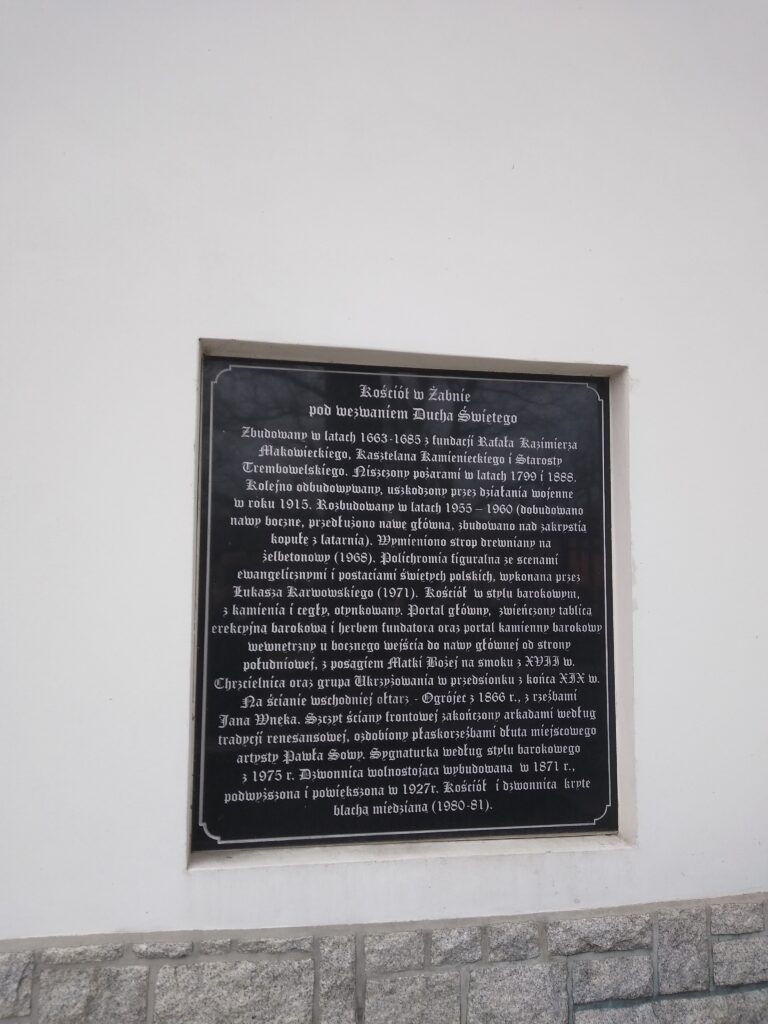 Kościół w Żabnie
pod wezwaniem Ducha Świętego
Zbudowany w latach 1663-1685 z fundacji Rafała Kazimierza
Makowieckiego, Kasztelana Kamienieckiego i Starosty
Trembowelskiego. Niszczony pożarami w latach 1799 i 1888.
Kolejno odbudowywany, uszkodzony przez działania wojenne
w roku 1915. Rozbudowany w latach 1955 – 1960 (dobudowano
nawy boczne, przedłużono nawę główną, zbudowano nad zakrystią
kopułę z latarnią). Wymieniono strop drewniany na
żelbetonowy (1968). Polichromia figuralna ze scenami
ewangelicznymi i postaciami świętych polskich, wykonana przez
Łukasza Karwowskiego (1971). Kościół w stylu barokowym,
z kamienia i cegły, otynkowany. Portal główny, zwieńczony tablicą
erekcyjną barokową i herbem fundatora oraz portal kamienny barokowy
wewnętrzny u bocznego wejścia do nawy głównej od strony
południowej, z posągiem Matki Bożej na smoku z XVII w.
Chrzcielnica oraz grupa Ukrzyżowania w przedsionku z końca XIX w.
Na ścianie wschodniej ołtarz - Ogrójec z 1866 r., z rzeźbami
Jana Wnęka. Szczyt ściany frontowej zakończony arkadami według
tradycji renesansowej, ozdobiony płaskorzeźbami dłuta miejscowego
artysty Pawła Sowy. Sygnaturka według stylu barokowego
z 1975 r. Dzwonnica wolnostojąca wybudowana w 1871 r.,
podwyższona i powiększona w 1927r. Kościół i dzwonnica kryte
blachą miedzianą (1980-81).